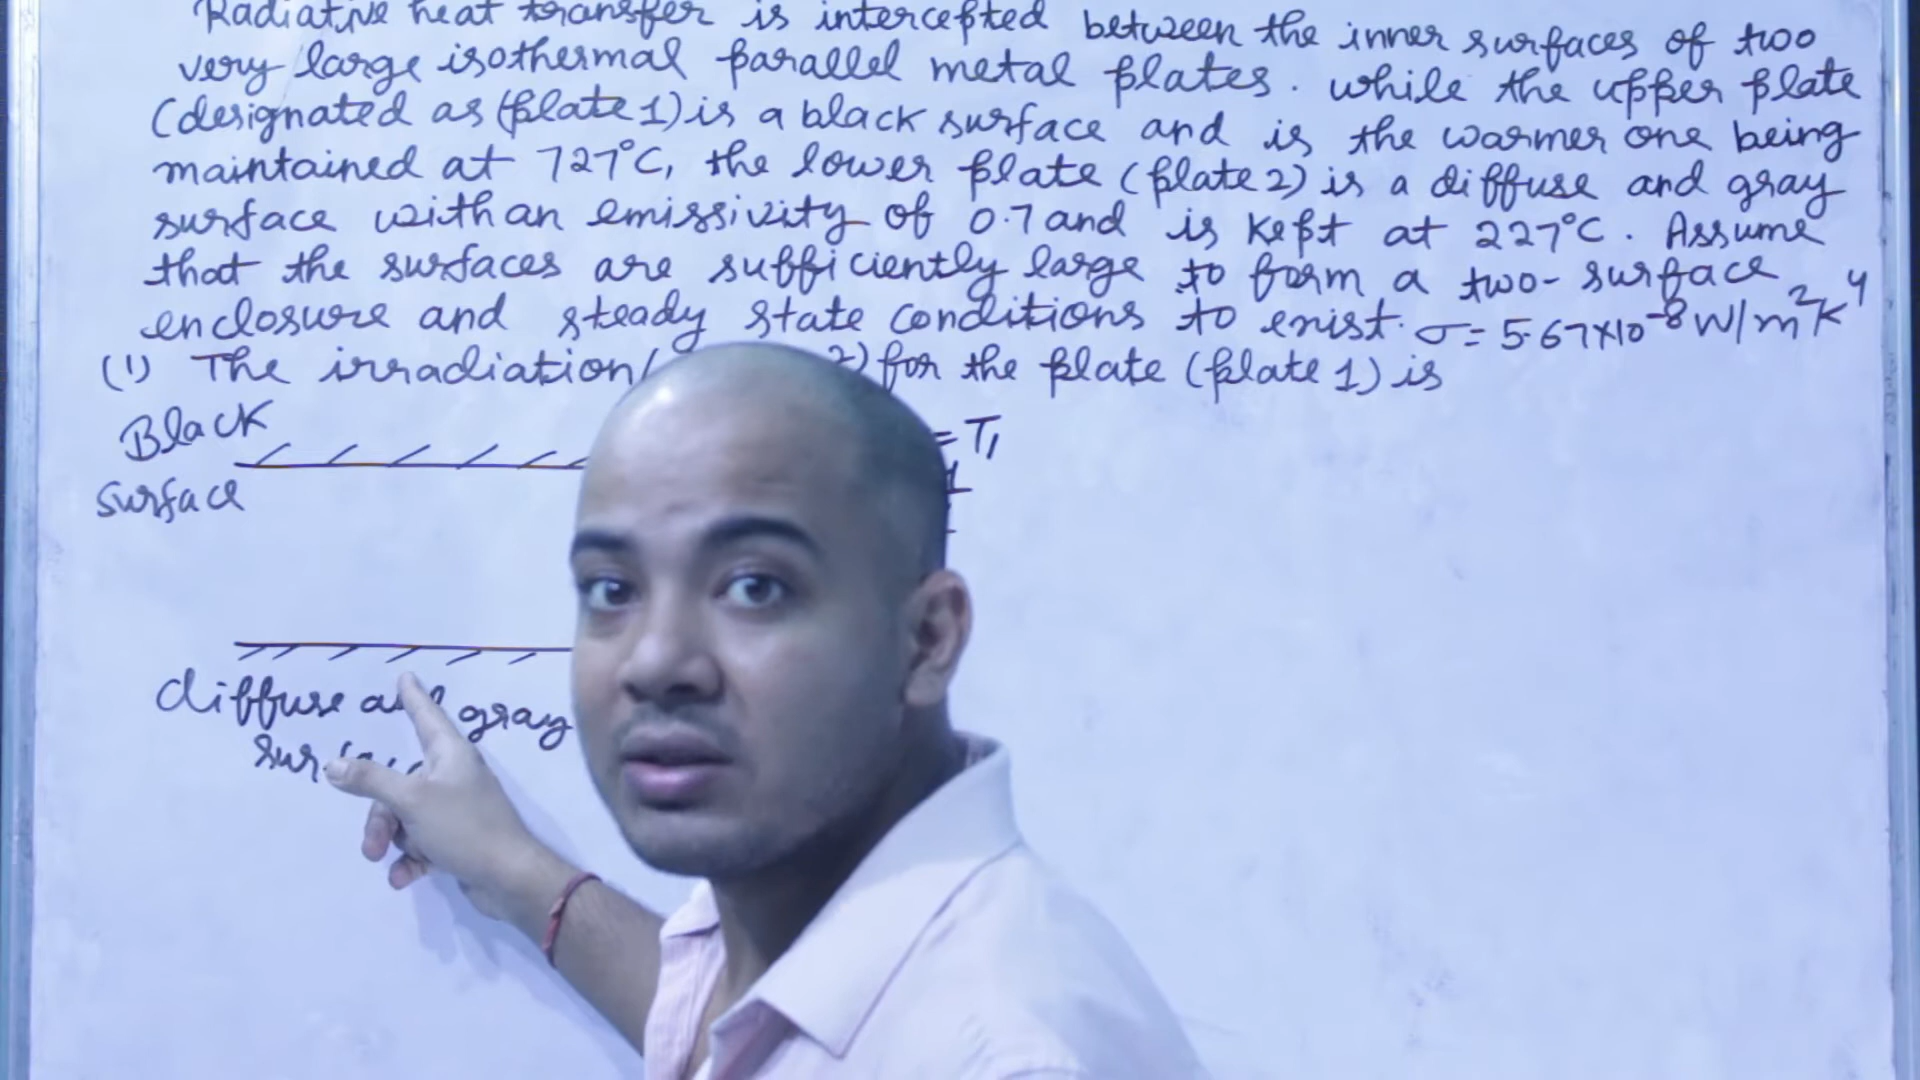 Radiative heat transfer is intercepted between the inner surfaces of two
very large isothermal parallel metal plates. while the upper plate
(designated as (plate 1) is a black surface and is the warmer one being
maintained at 727°C, the lower plate (plate 2) is a diffuse and gray
surface with an emissivity of 0.7 and is kept at 227°C. Assume
that the surfaces are sufficiently large to form a two-surface
enclosure and steady state conditions to exist. σ = 5.67×10⁻⁸ W/m²K⁴
(1) The irradiation ( 2) for the plate (plate 1) is
Black
surface
= T₁
diffuse and gray